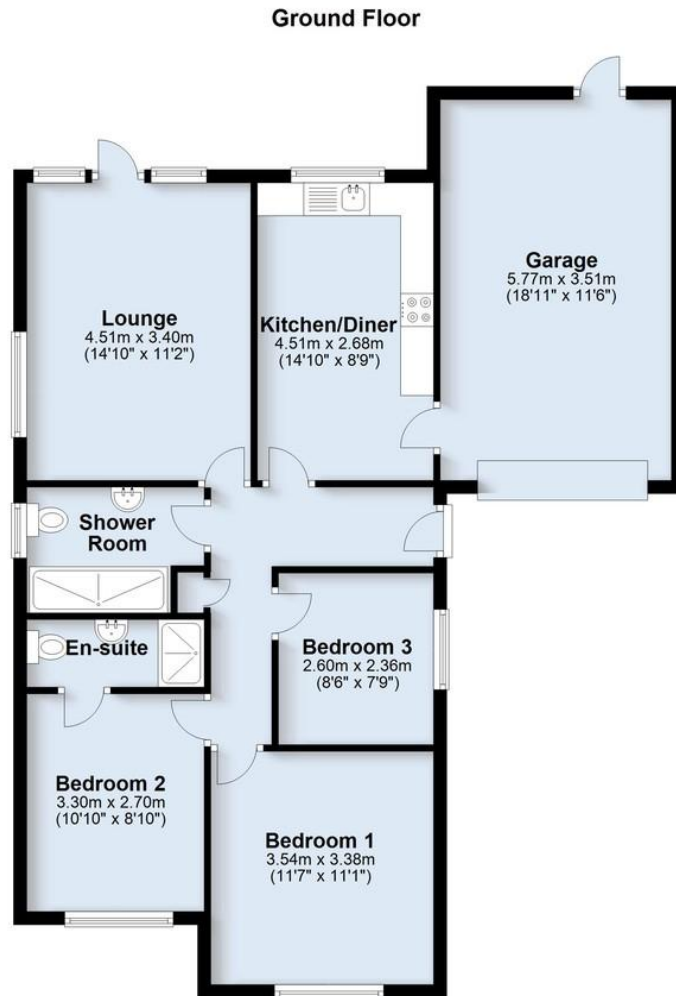 Ground Floor
Garage
5.77m x 3.51m
(18'11" x 11'6")
Lounge
4.51m x 3.40m
(14'10" x 11'2")
Kitchen/Diner
4.51m x 2.68m
(14'10" x 8'9")
Shower
Room
En-suite
Bedroom 3
2.60m x 2.36m
(8'6" x 7'9")
Bedroom 2
3.30m x 2.70m
(10'10" x 8'10")
Bedroom 1
3.54m x 3.38m
(11'7" x 11'1")